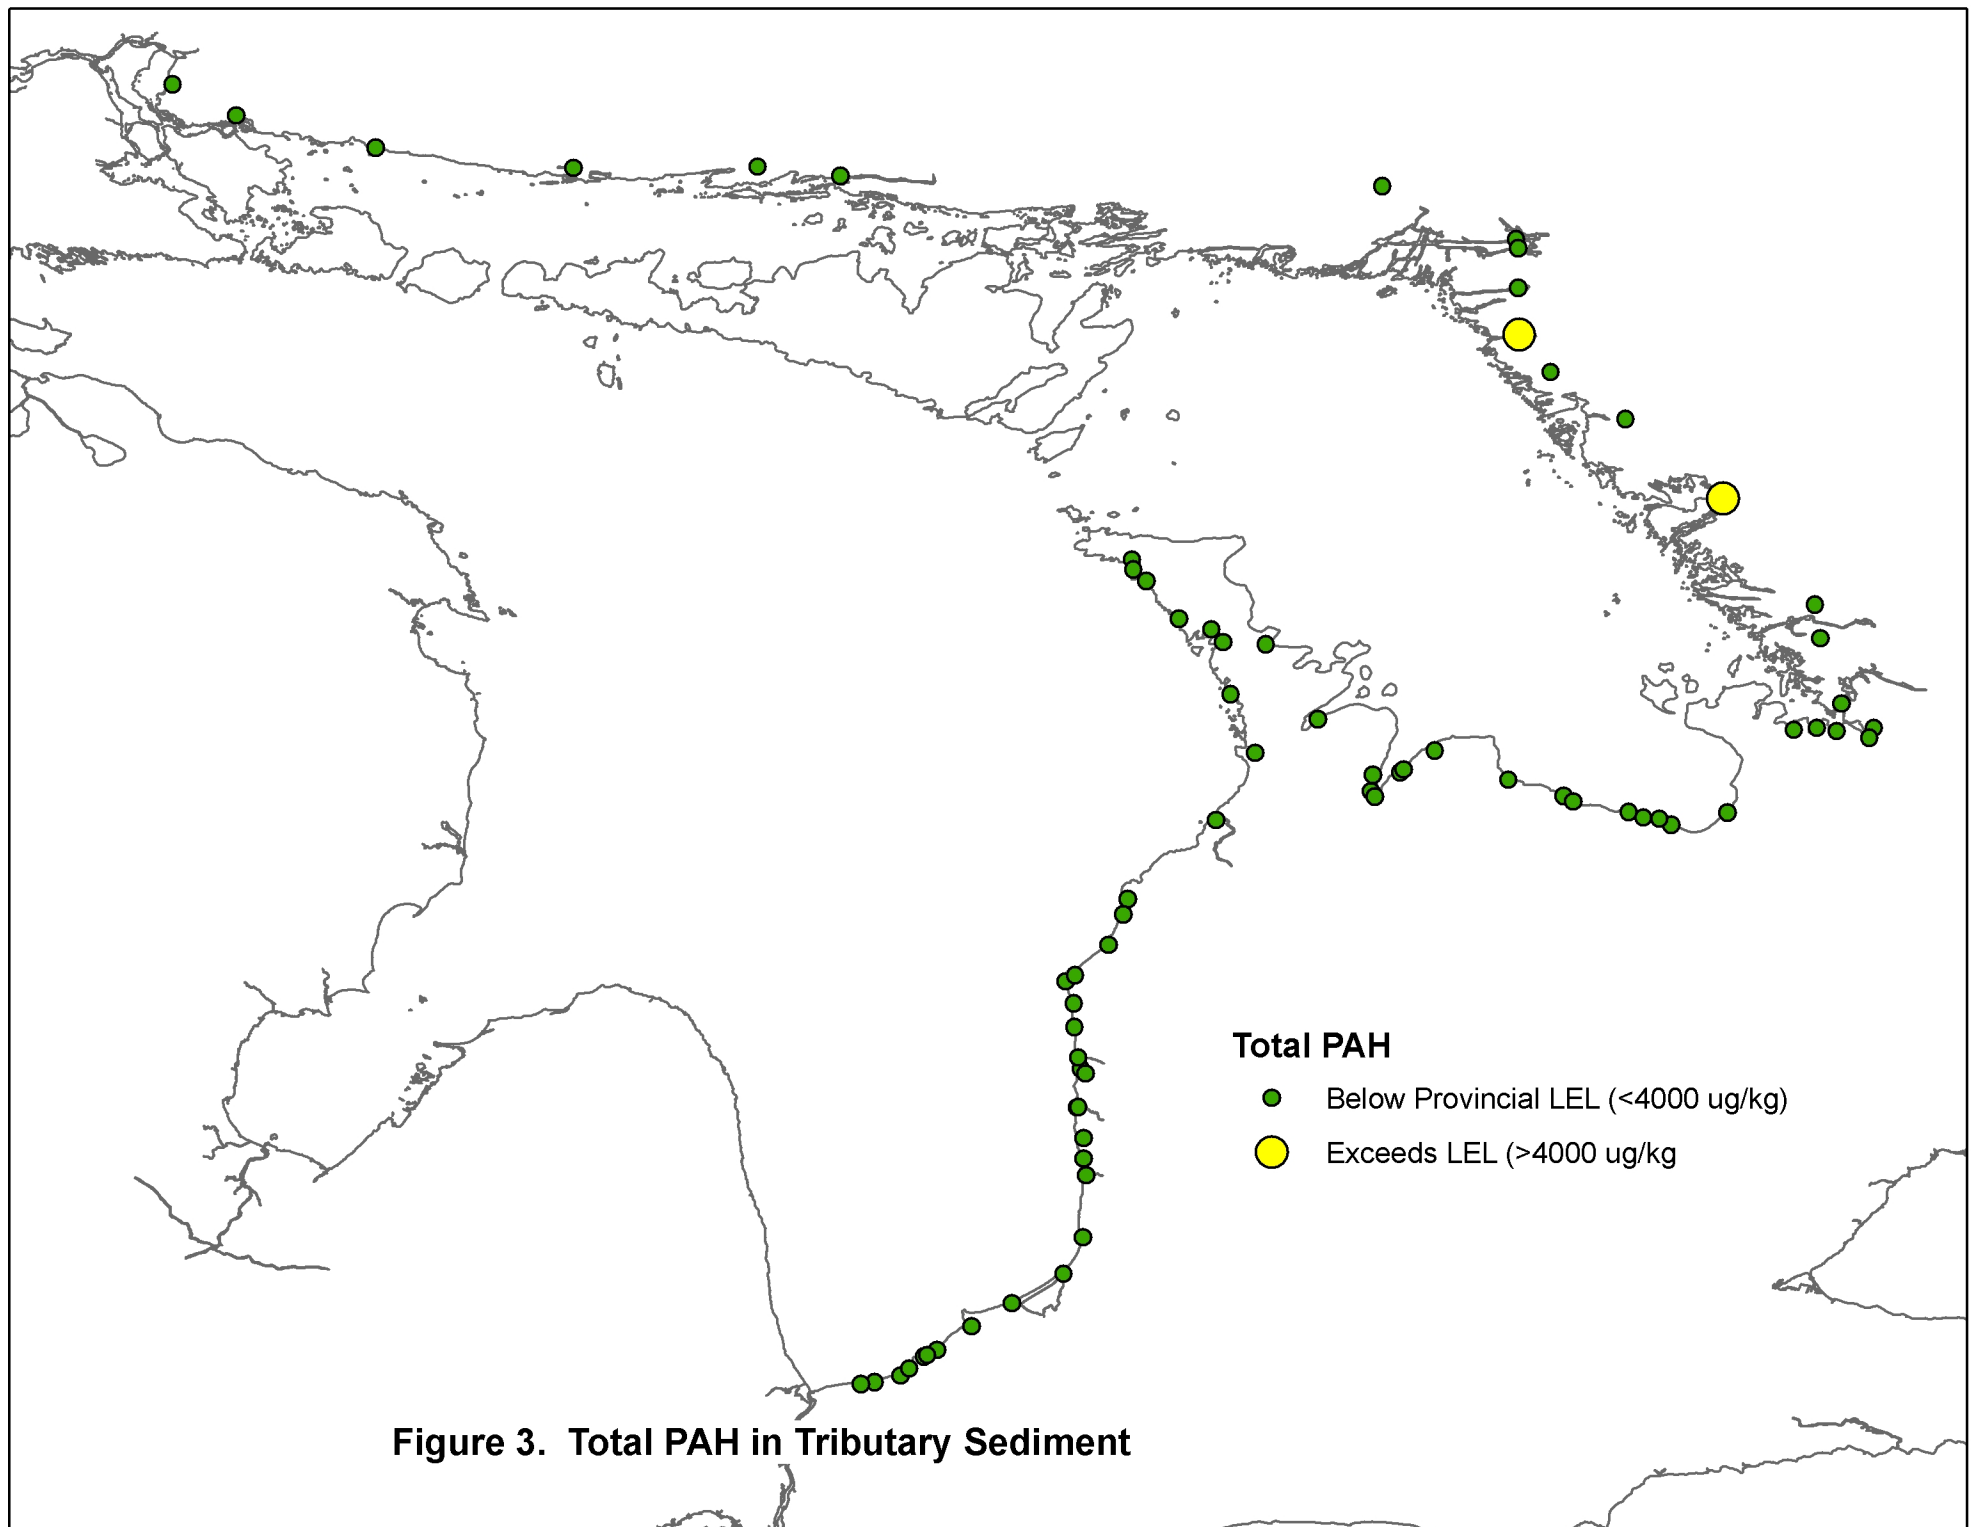 Total PAH
Below Provincial LEL (<4000 ug/kg)
Exceeds LEL (>4000 ug/kg
Figure 3. Total PAH in Tributary Sediment